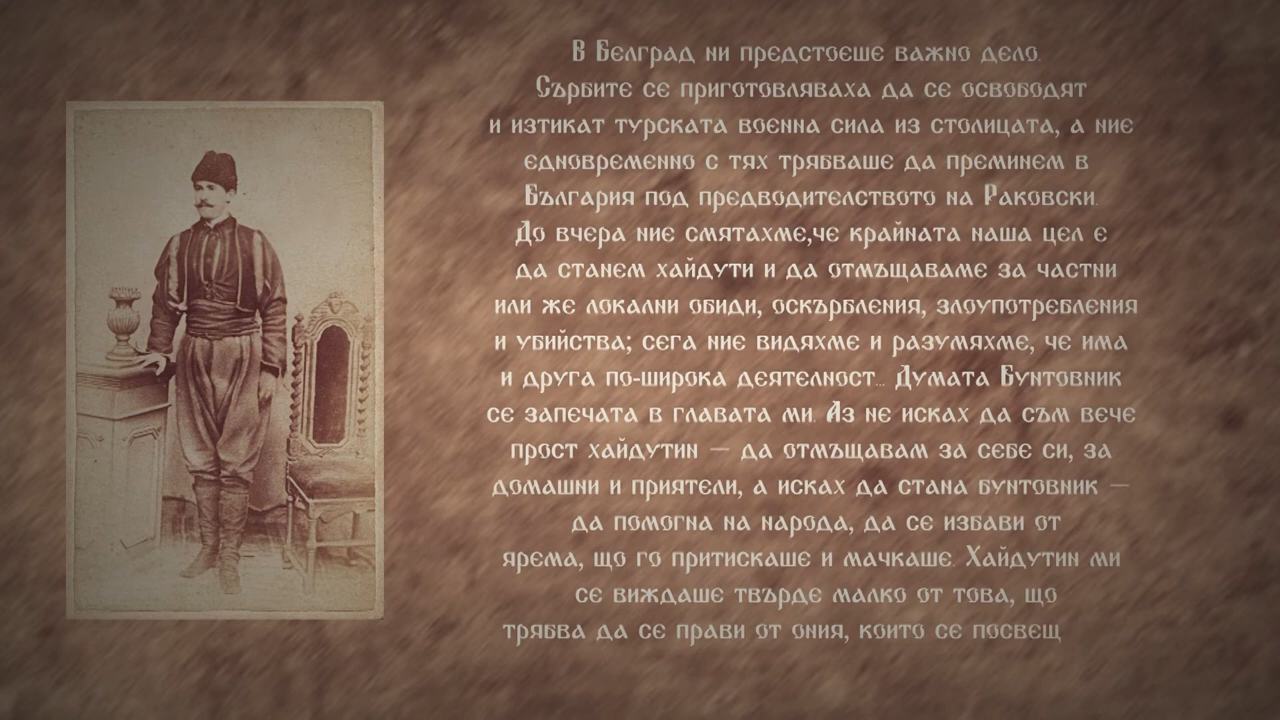 В Белград ни предстоеше важно дело.
Сърбите се приготовляваха да се освободят
и изтикат турската военна сила из столицата, а ние
едновременно с тях трябваше да преминем в
България под предводителството на Раковски.
До вчера ние смятахме,че крайната наша цел е
да станем хайдути и да отмъщаваме за частни
или же локални обиди, оскърбления, злоупотребления
и убийства; сега ние видяхме и разумяхме, че има
и друга по-широка деятелност... Думата Бунтовник
се запечата в главата ми. Аз не исках да съм вече
прост хайдутин — да отмъщавам за себе си, за
домашни и приятели, а исках да стана бунтовник —
да помогна на народа, да се избави от
ярема, що го притискаше и мачкаше. Хайдутин ми
се виждаше твърде малко от това, що
трябва да се прави от ония, които се посвещ